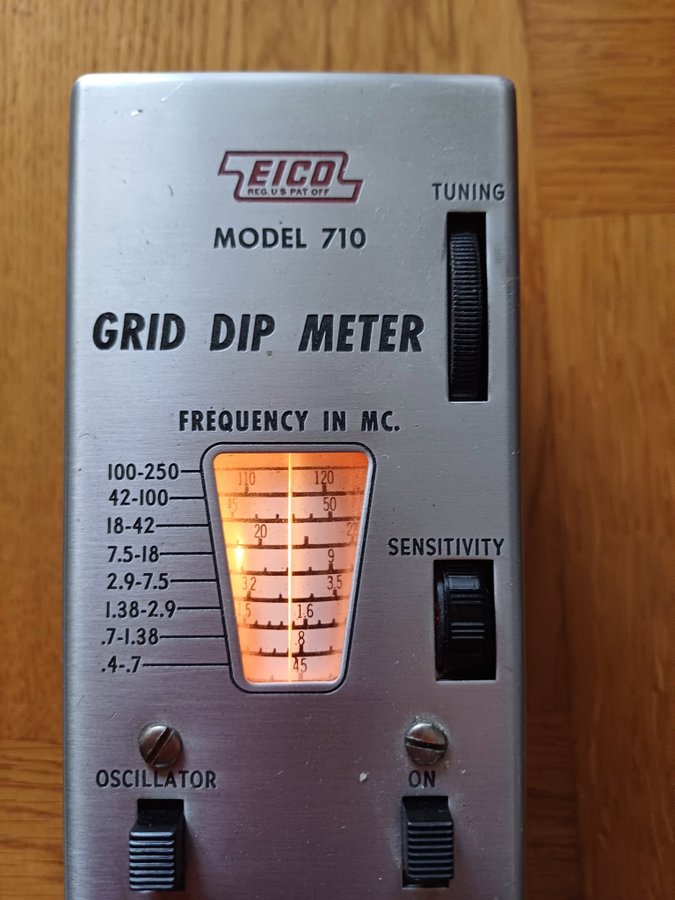 EICO
REG. U S PAT OFF
TUNING
MODEL 710
GRID DIP METER
FREQUENCY IN MC.
100-250 110 120
42-100 45 50
18-42 20
7.5-18 9
SENSITIVITY
2.9-7.5 3.2 3.5
1.38-2.9 1.6
.7-1.38 .8
.4-.7 45
OSCILLATOR ON